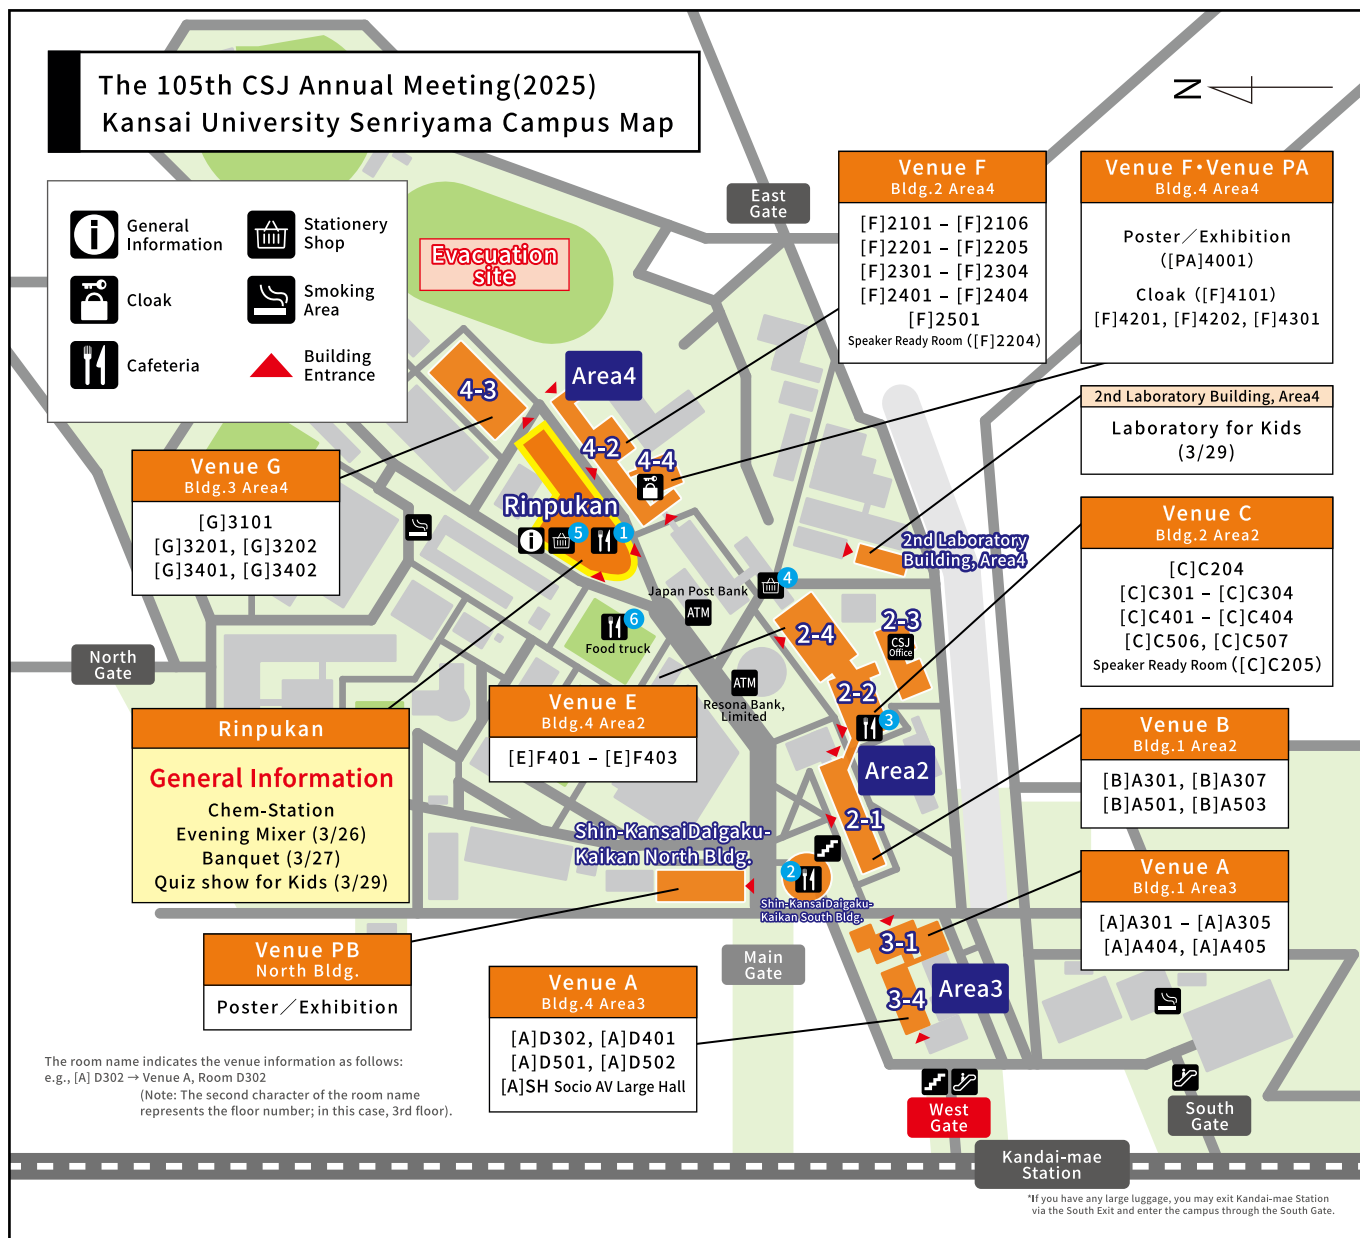 The 105th CSJ Annual Meeting(2025)
Kansai University Senriyama Campus Map
N
General
Information
Stationery
Shop
Cloak
Smoking
Area
Cafeteria
Building
Entrance
Evacuation
site
East
Gate
Venue F
Bldg.2 Area4
[F]2101 – [F]2106
[F]2201 – [F]2205
[F]2301 – [F]2304
[F]2401 – [F]2404
[F]2501
Speaker Ready Room ([F]2204)
Venue F・Venue PA
Bldg.4 Area4
Poster／Exhibition
([PA]4001)
Cloak ([F]4101)
[F]4201, [F]4202, [F]4301
2nd Laboratory Building, Area4
Laboratory for Kids
(3/29)
Venue G
Bldg.3 Area4
[G]3101
[G]3201, [G]3202
[G]3401, [G]3402
4-3
Area4
4-2
4-4
Rinpukan
5
1
2nd Laboratory
Building, Area4
Venue C
Bldg.2 Area2
[C]C204
[C]C301 – [C]C304
[C]C401 – [C]C404
[C]C506, [C]C507
Speaker Ready Room ([C]C205)
Japan Post Bank
ATM
4
6
Food truck
2-4
2-3
CSJ
Office
North
Gate
ATM
Resona Bank,
Limited
2-2
3
Venue E
Bldg.4 Area2
[E]F401 – [E]F403
Rinpukan
General Information
Chem-Station
Evening Mixer (3/26)
Banquet (3/27)
Quiz show for Kids (3/29)
Area2
2-1
Venue B
Bldg.1 Area2
[B]A301, [B]A307
[B]A501, [B]A503
Shin-KansaiDaigaku-
Kaikan North Bldg.
2
Shin-KansaiDaigaku-
Kaikan South Bldg.
Venue A
Bldg.1 Area3
[A]A301 – [A]A305
[A]A404, [A]A405
Venue PB
North Bldg.
Poster／Exhibition
Main
Gate
3-1
3-4
Area3
Venue A
Bldg.4 Area3
[A]D302, [A]D401
[A]D501, [A]D502
[A]SH Socio AV Large Hall
The room name indicates the venue information as follows:
e.g., [A] D302 → Venue A, Room D302
(Note: The second character of the room name
represents the floor number; in this case, 3rd floor).
West
Gate
South
Gate
Kandai-mae
Station
*If you have any large luggage, you may exit Kandai-mae Station
via the South Exit and enter the campus through the South Gate.